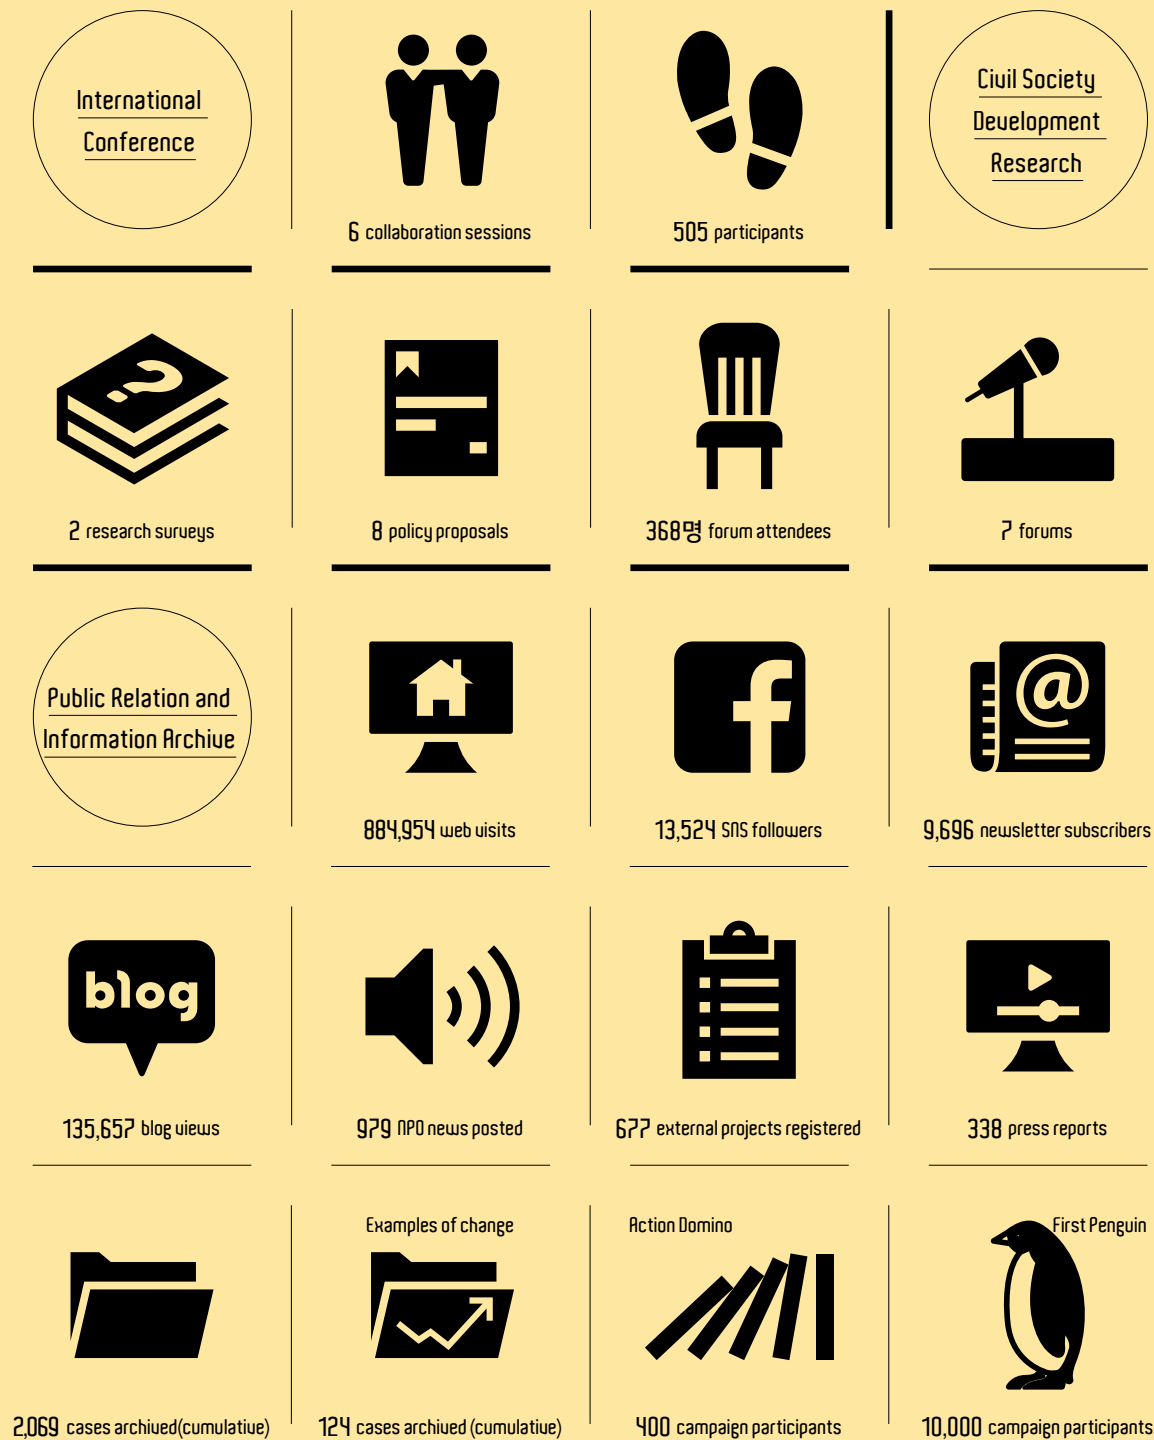 International
Conference
6 collaboration sessions
505 participants
Civil Society
Development
Research
2 research surveys
8 policy proposals
368명 forum attendees
7 forums
Public Relation and
Information Archive
884,954 web visits
13,524 SNS followers
9,696 newsletter subscribers
blog
135,657 blog views
979 NPO news posted
677 external projects registered
338 press reports
2,069 cases archived(cumulative)
Examples of change
124 cases archived (cumulative)
Action Domino
400 campaign participants
First Penguin
10,000 campaign participants